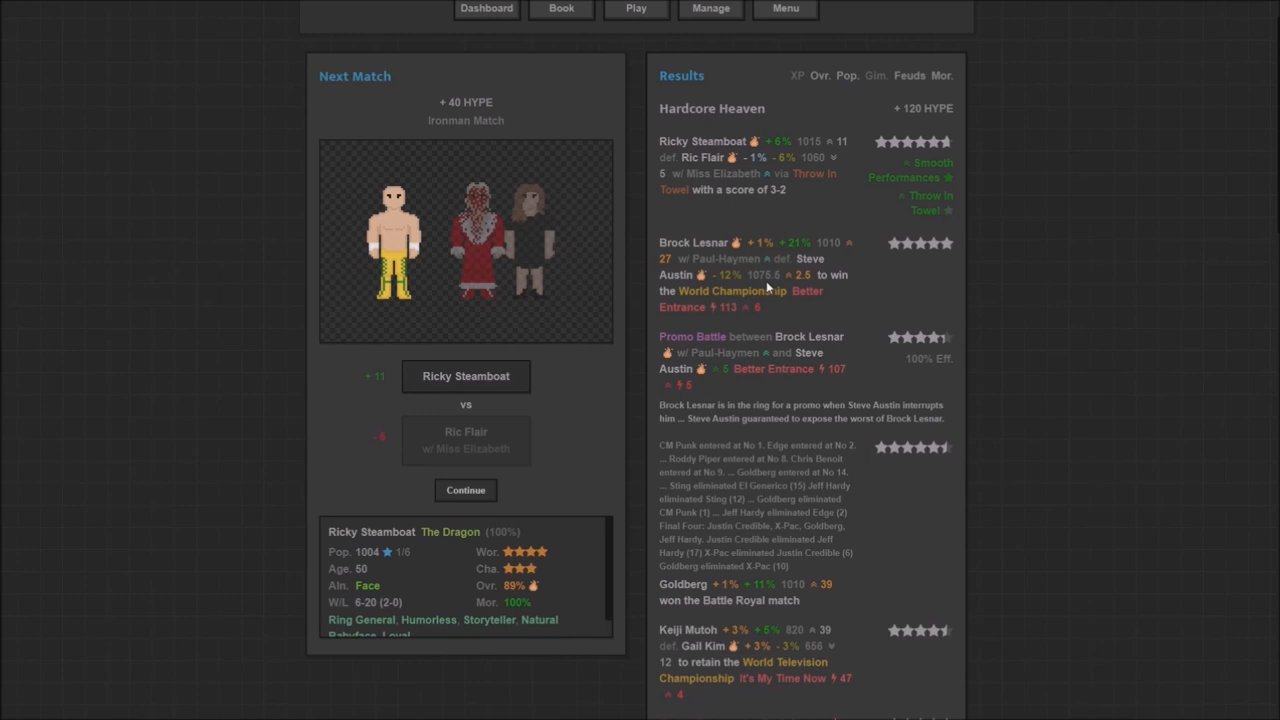 Dashboard Book Play Manage Menu
Next Match
+ 40 HYPE
Ironman Match
+ 11 Ricky Steamboat
vs
- 5 Ric Flair
w/ Miss Elizabeth
Continue
Ricky Steamboat The Dragon (100%)
Pop. 1004 1/6 Wor.
Age. 50 Cha.
Aln. Face Ovr. 89%
W/L 6-20 (2-0) Mor. 100%
Ring General, Humorless, Storyteller, Natural
Babyface, Loyal
Results XP Ovr. Pop. Gim. Feuds Mor.
Hardcore Heaven + 120 HYPE
Ricky Steamboat + 6% 1015 11
def. Ric Flair - 1% - 6% 1060
5 w/ Miss Elizabeth via Throw In
Towel with a score of 3-2
Smooth
Performances
Throw In
Towel
Brock Lesnar + 1% + 21% 1010
27 w/ Paul-Haymen def. Steve
Austin - 12% 1075.5 2.5 to win
the World Championship Better
Entrance 113 6
Promo Battle between Brock Lesnar
w/ Paul-Haymen and Steve
Austin 5 Better Entrance 107
5
100% Eff.
Brock Lesnar is in the ring for a promo when Steve Austin interrupts
him ... Steve Austin guaranteed to expose the worst of Brock Lesnar.
CM Punk entered at No 1. Edge entered at No 2.
... Roddy Piper entered at No 8. Chris Benoit
entered at No 9. ... Goldberg entered at No 14.
... Sting eliminated El Generico (15) Jeff Hardy
eliminated Sting (12) ... Goldberg eliminated
CM Punk (1) ... Jeff Hardy eliminated Edge (2)
Final Four: Justin Credible, X-Pac, Goldberg,
Jeff Hardy. Justin Credible eliminated Jeff
Hardy (17) X-Pac eliminated Justin Credible (6)
Goldberg eliminated X-Pac (10)
Goldberg + 1% + 11% 1010 39
won the Battle Royal match
Keiji Mutoh + 3% + 5% 820 39
def. Gail Kim + 3% - 3% 656
12 to retain the World Television
Championship It's My Time Now 47
4